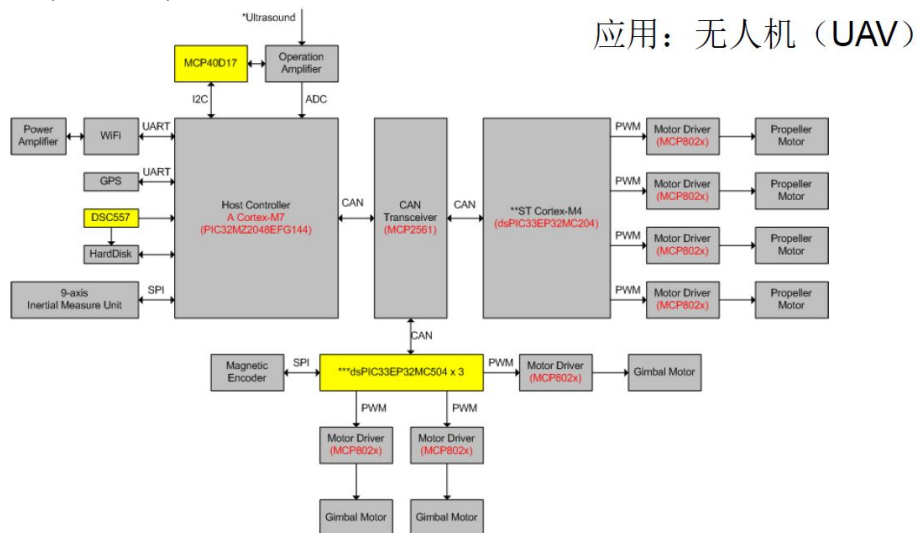 *Ultrasound
应用：无人机（UAV）
MCP40D17
Operation
Amplifier
I2C
ADC
Power
Amplifier
WiFi
UART
GPS
UART
DSC557
HardDisk
9-axis
Inertial Measure Unit
SPI
Host Controller
A Cortex-M7
(PIC32MZ2048EFG144)
CAN
CAN
Transceiver
(MCP2561)
CAN
**ST Cortex-M4
(dsPIC33EP32MC204)
PWM
Motor Driver
(MCP802x)
Propeller
Motor
PWM
Motor Driver
(MCP802x)
Propeller
Motor
PWM
Motor Driver
(MCP802x)
Propeller
Motor
PWM
Motor Driver
(MCP802x)
Propeller
Motor
CAN
Magnetic
Encoder
SPI
***dsPIC33EP32MC504 x 3
PWM
Motor Driver
(MCP802x)
Gimbal Motor
PWM
PWM
Motor Driver
(MCP802x)
Motor Driver
(MCP802x)
Gimbal Motor
Gimbal Motor